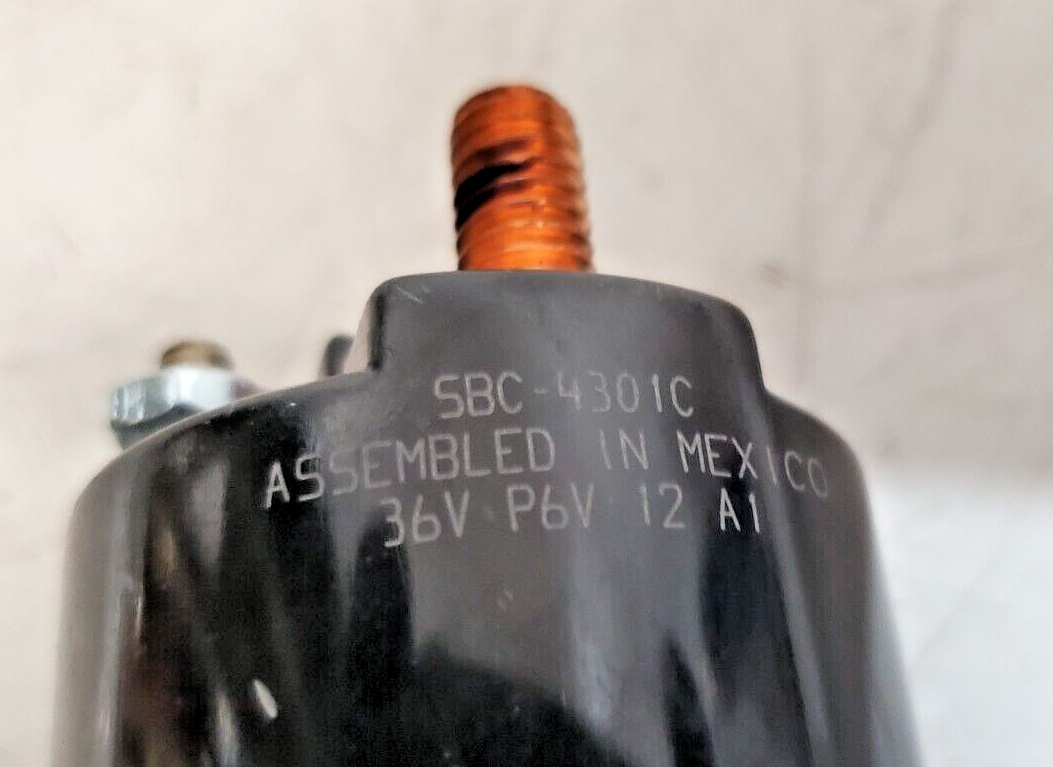 SBC-4301C
ASSEMBLED IN MEXICO
36V P6V 12 A1